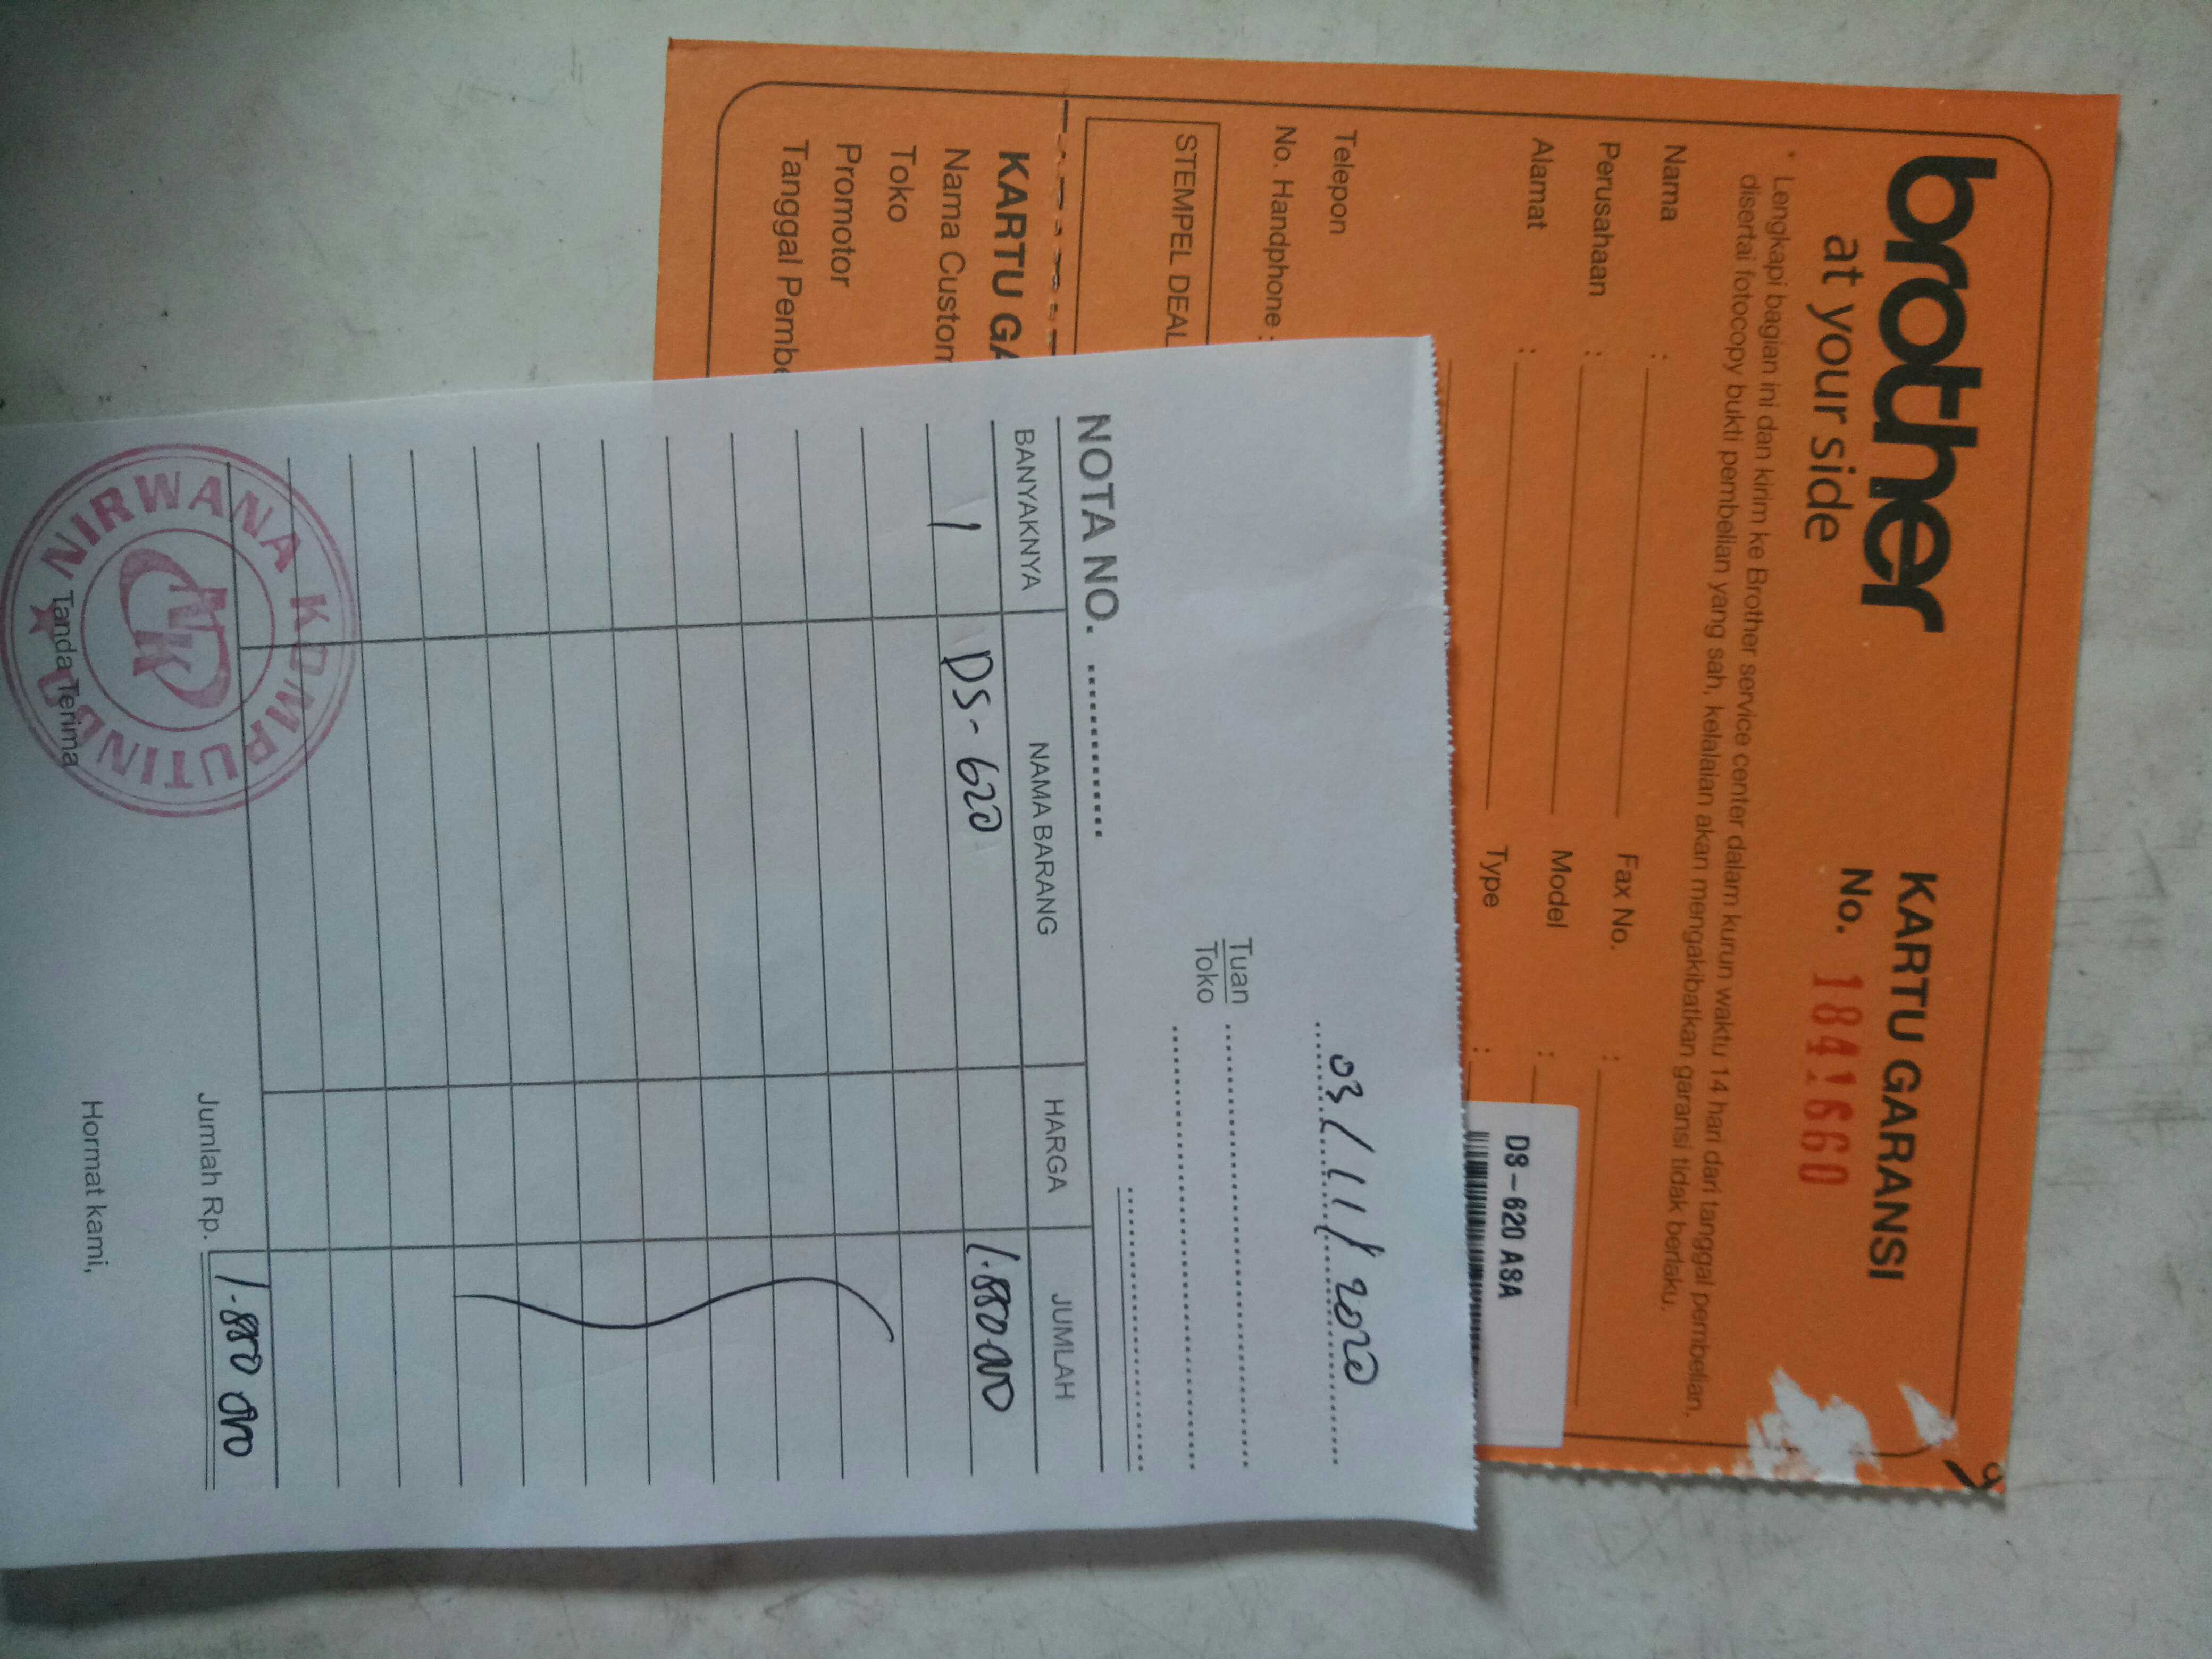 brother
at your side
KARTU GARANSI
No. 1841660
* Lengkapi bagian ini dan kirim ke Brother service center dalam kurun waktu 14 hari dari tanggal pembelian,
disertai fotocopy bukti pembelian yang sah, kelalaian akan mengakibatkan garansi tidak berlaku.
Nama :
Perusahaan :
Alamat :
Telepon
No. Handphone :
Fax No. :
Model :
Type :
DS-620 ASA
STEMPEL DEAL
KARTU GA
Nama Custom
Toko
Promotor
Tanggal Pembe
03/11/2020
Tuan
Toko
NOTA NO.
BANYAKNYA NAMA BARANG HARGA JUMLAH
1 DS-620 1.880.000
Jumlah Rp. 1.880.000
Tanda Terima
Hormat kami,
NIRWANA KOMPUTINDO
NK